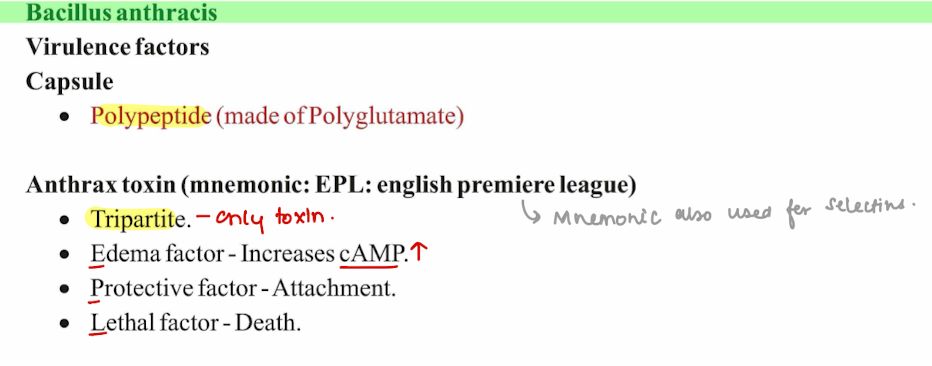 Bacillus anthracis
Virulence factors
Capsule
• Polypeptide (made of Polyglutamate)
Anthrax toxin (mnemonic: EPL: english premiere league)
• Tripartite. - only toxin.
↳ Mnemonic also used for selectins.
• Edema factor - Increases cAMP.↑
• Protective factor - Attachment.
• Lethal factor - Death.